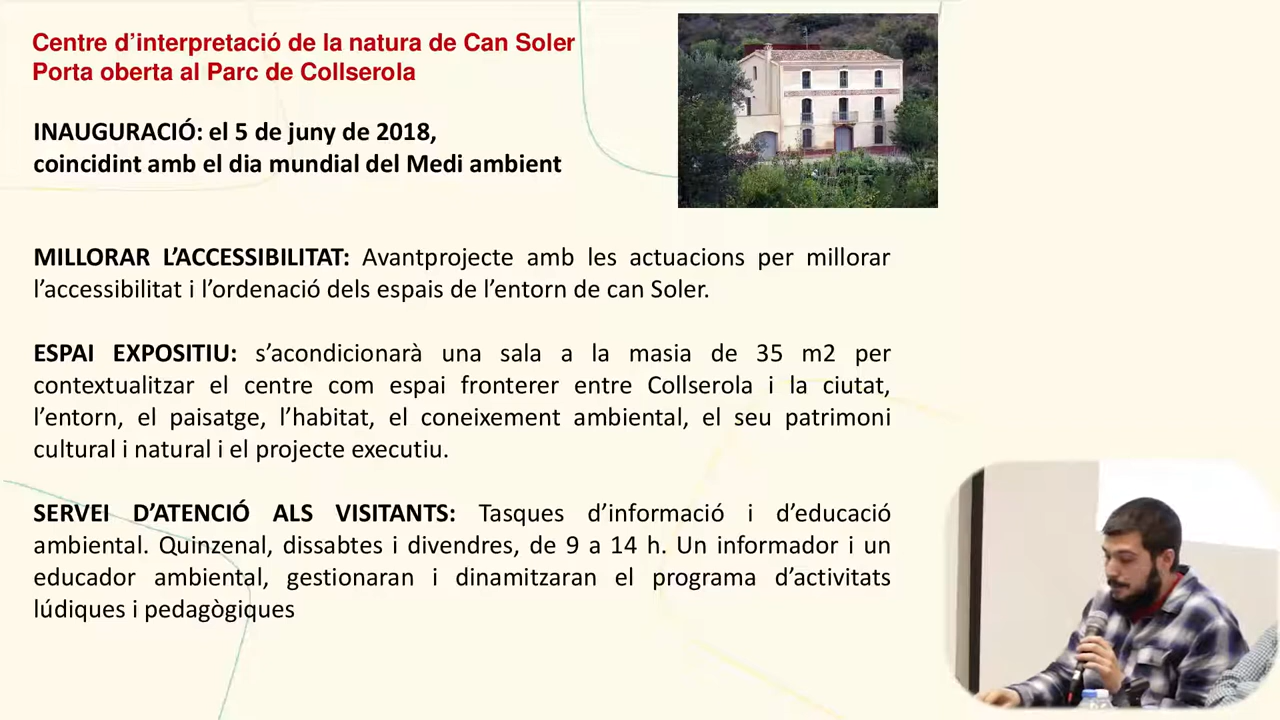 Centre d’interpretació de la natura de Can Soler
Porta oberta al Parc de Collserola
INAUGURACIÓ: el 5 de juny de 2018,
coincidint amb el dia mundial del Medi ambient
MILLORAR L’ACCESSIBILITAT: Avantprojecte amb les actuacions per millorar
l’accessibilitat i l’ordenació dels espais de l’entorn de can Soler.
ESPAI EXPOSITIU: s’acondicionarà una sala a la masia de 35 m2 per
contextualitzar el centre com espai fronterer entre Collserola i la ciutat,
l’entorn, el paisatge, l’habitat, el coneixement ambiental, el seu patrimoni
cultural i natural i el projecte executiu.
SERVEI D’ATENCIÓ ALS VISITANTS: Tasques d’informació i d’educació
ambiental. Quinzenal, dissabtes i divendres, de 9 a 14 h. Un informador i un
educador ambiental, gestionaran i dinamitzaran el programa d’activitats
lúdiques i pedagògiques